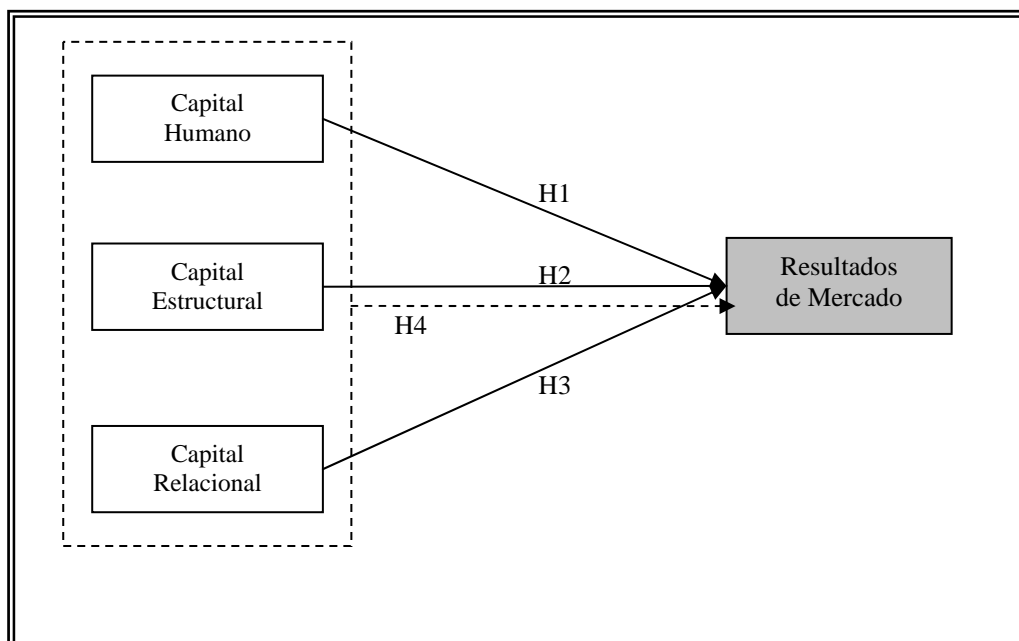 Capital
Humano
H1
Capital
Estructural
H2
Resultados
de Mercado
H4
H3
Capital
Relacional